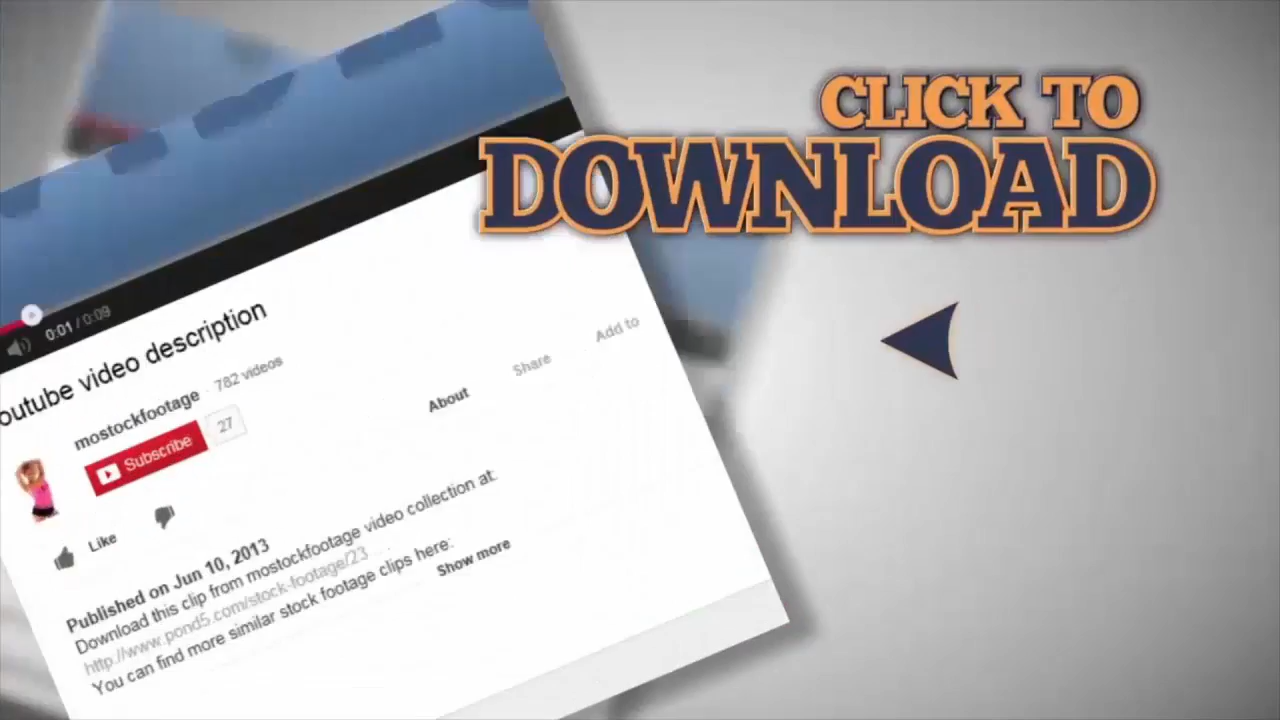 CLICK TO
DOWNLOAD
0:01 / 0:09
outube video description
mostockfootage · 782 videos
Subscribe 27
Like
About
Share
Add to
Published on Jun 10, 2013
Download this clip from mostockfootage video collection at:
http://www.pond5.com/stock-footage/23
You can find more similar stock footage clips here:
Show more